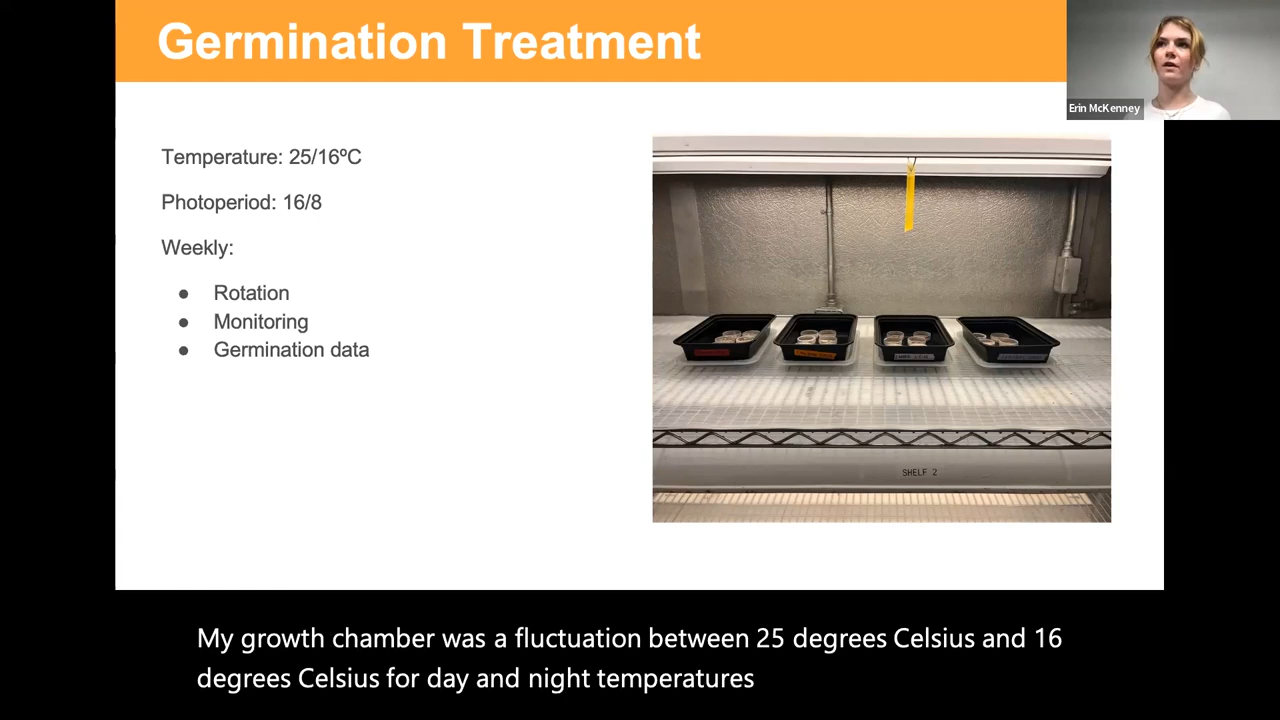 Germination Treatment
Erin McKenney
Temperature: 25/16ºC
Photoperiod: 16/8
Weekly:
● Rotation
● Monitoring
● Germination data
SHELF 2
My growth chamber was a fluctuation between 25 degrees Celsius and 16
degrees Celsius for day and night temperatures